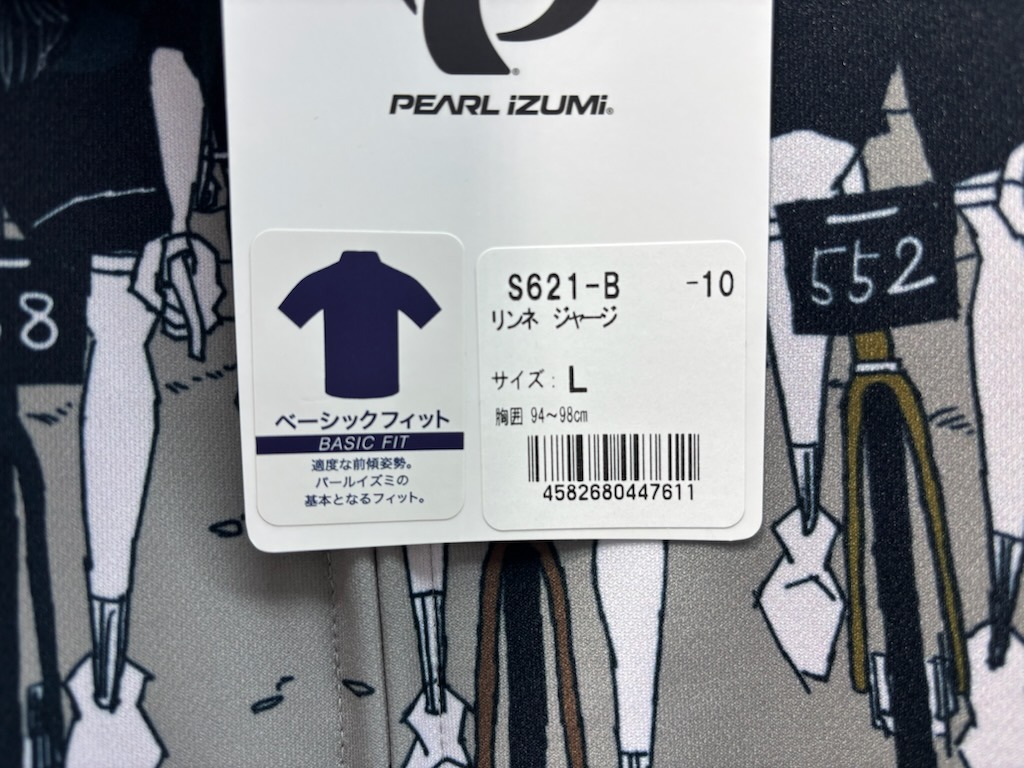 PEARL iZUMi®
S621-B -10
リンネ ジャージ
サイズ: L
胸囲 94～98cm
4582680447611
ベーシックフィット
BASIC FIT
適度な前傾姿勢。
パールイズミの
基本となるフィット。
552
8